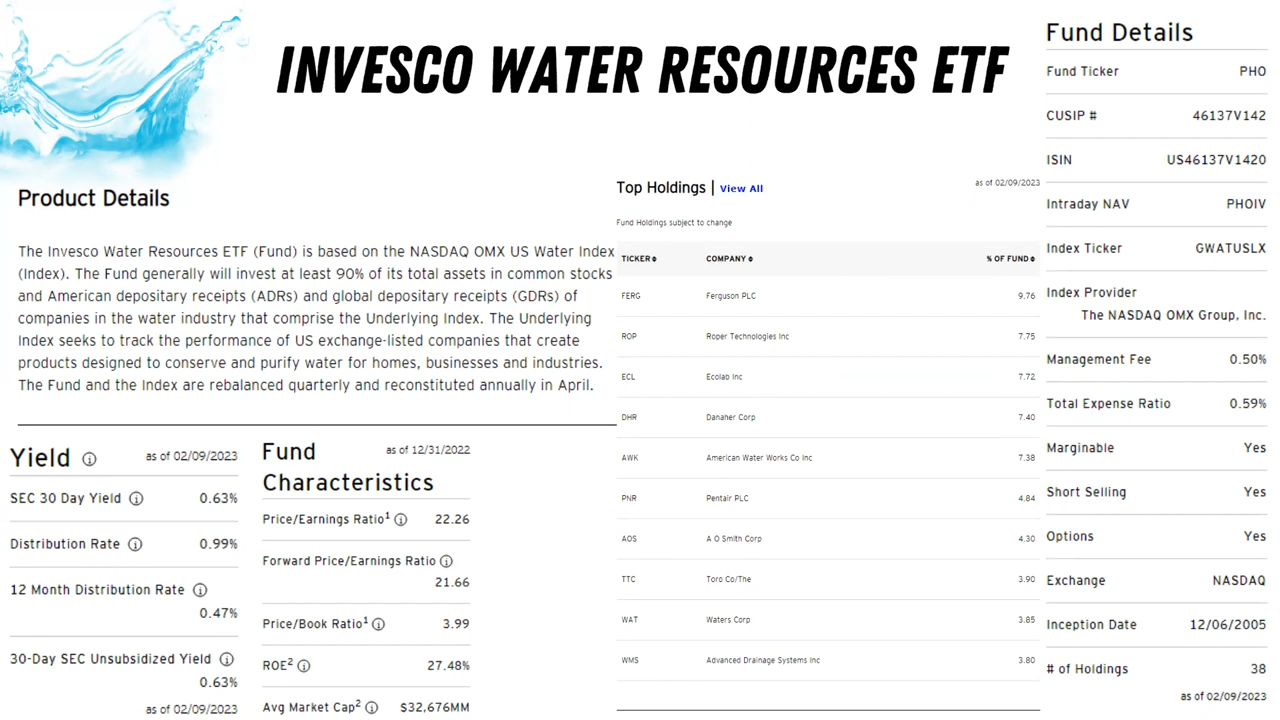 INVESCO WATER RESOURCES ETF
Product Details
The Invesco Water Resources ETF (Fund) is based on the NASDAQ OMX US Water Index
(Index). The Fund generally will invest at least 90% of its total assets in common stocks
and American depositary receipts (ADRs) and global depositary receipts (GDRs) of
companies in the water industry that comprise the Underlying Index. The Underlying
Index seeks to track the performance of US exchange-listed companies that create
products designed to conserve and purify water for homes, businesses and industries.
The Fund and the Index are rebalanced quarterly and reconstituted annually in April.
Yield as of 02/09/2023
SEC 30 Day Yield 0.63%
Distribution Rate 0.99%
12 Month Distribution Rate
0.47%
30-Day SEC Unsubsidized Yield
0.63%
as of 02/09/2023
Fund as of 12/31/2022
Characteristics
Price/Earnings Ratio1 22.26
Forward Price/Earnings Ratio
21.66
Price/Book Ratio1 3.99
ROE2 27.48%
Avg Market Cap2 $32,676MM
Top Holdings | View All as of 02/09/2023
Fund Holdings subject to change
TICKER COMPANY % OF FUND
FERG Ferguson PLC 9.76
ROP Roper Technologies Inc 7.75
ECL Ecolab Inc 7.72
DHR Danaher Corp 7.40
AWK American Water Works Co Inc 7.38
PNR Pentair PLC 4.84
AOS A O Smith Corp 4.30
TTC Toro Co/The 3.90
WAT Waters Corp 3.85
WMS Advanced Drainage Systems Inc 3.80
Fund Details
Fund Ticker PHO
CUSIP # 46137V142
ISIN US46137V1420
Intraday NAV PHOIV
Index Ticker GWATUSLX
Index Provider
The NASDAQ OMX Group, Inc.
Management Fee 0.50%
Total Expense Ratio 0.59%
Marginable Yes
Short Selling Yes
Options Yes
Exchange NASDAQ
Inception Date 12/06/2005
# of Holdings 38
as of 02/09/2023